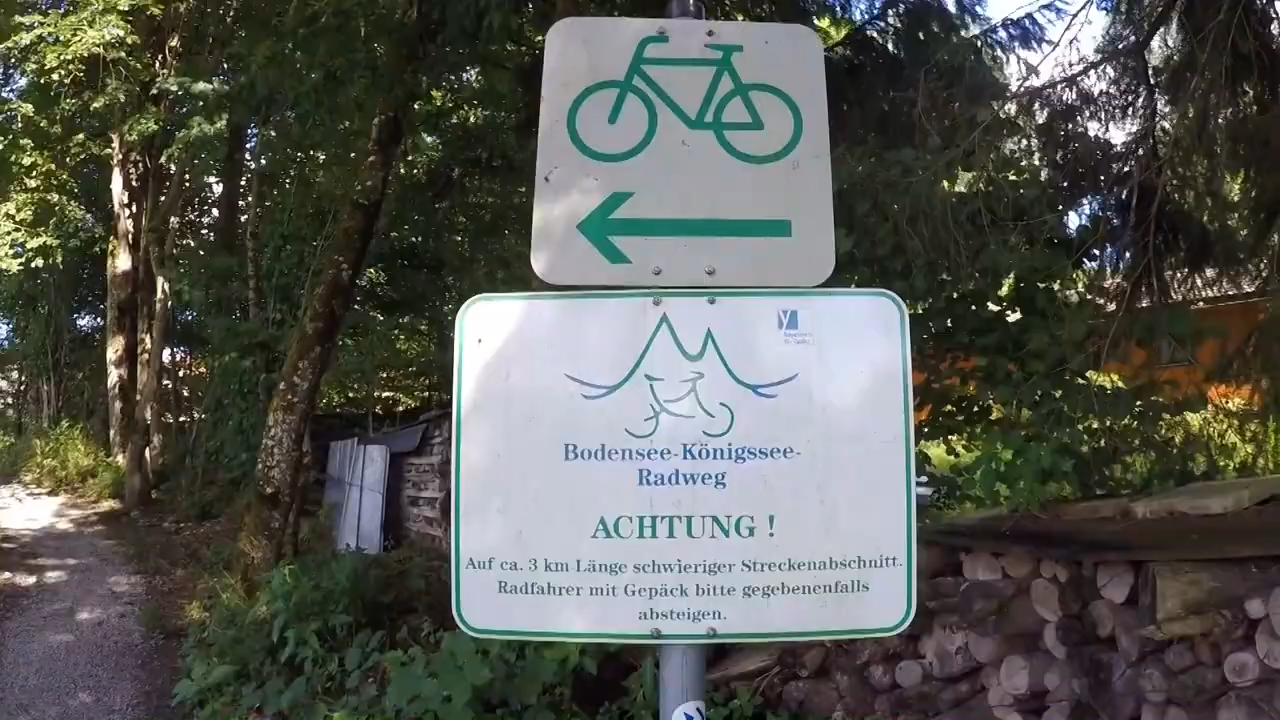 Bodensee-Königssee-
Radweg
ACHTUNG !
Auf ca. 3 km Länge schwieriger Streckenabschnitt.
Radfahrer mit Gepäck bitte gegebenenfalls
absteigen.